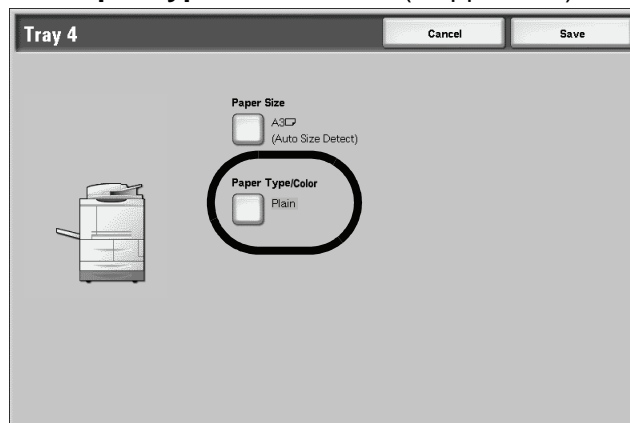 Tray 4
Cancel
Save
Paper Size
A3
(Auto Size Detect)
Paper Type/Color
Plain